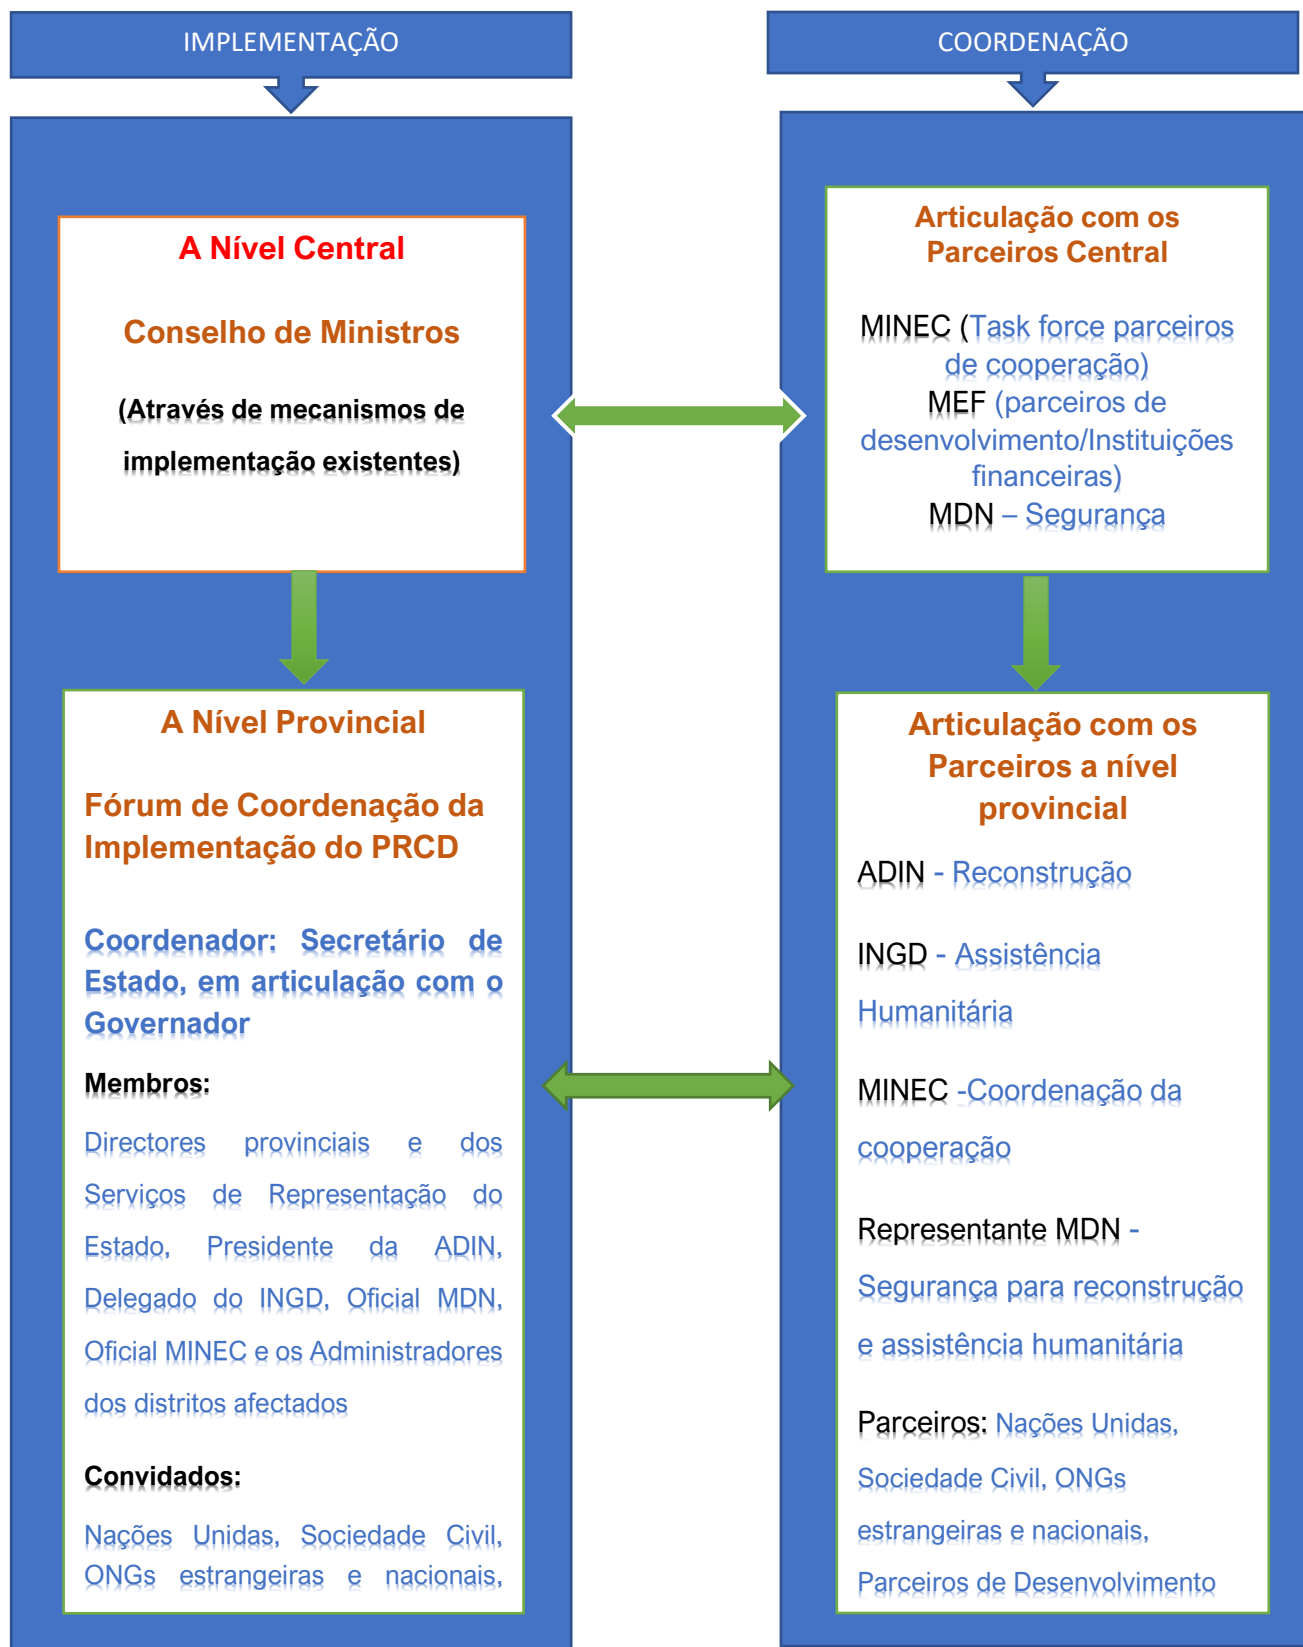 IMPLEMENTAÇÃO
A Nível Central
Conselho de Ministros
(Através de mecanismos de
implementação existentes)
A Nível Provincial
Fórum de Coordenação da
Implementação do PRCD
Coordenador: Secretário de
Estado, em articulação com o
Governador
Membros:
Directores provinciais e dos
Serviços de Representação do
Estado, Presidente da ADIN,
Delegado do INGD, Oficial MDN,
Oficial MINEC e os Administradores
dos distritos afectados
Convidados:
Nações Unidas, Sociedade Civil,
ONGs estrangeiras e nacionais,
COORDENAÇÃO
Articulação com os
Parceiros Central
MINEC (Task force parceiros
de cooperação)
MEF (parceiros de
desenvolvimento/Instituições
financeiras)
MDN – Segurança
Articulação com os
Parceiros a nível
provincial
ADIN - Reconstrução
INGD - Assistência
Humanitária
MINEC -Coordenação da
cooperação
Representante MDN -
Segurança para reconstrução
e assistência humanitária
Parceiros: Nações Unidas,
Sociedade Civil, ONGs
estrangeiras e nacionais,
Parceiros de Desenvolvimento